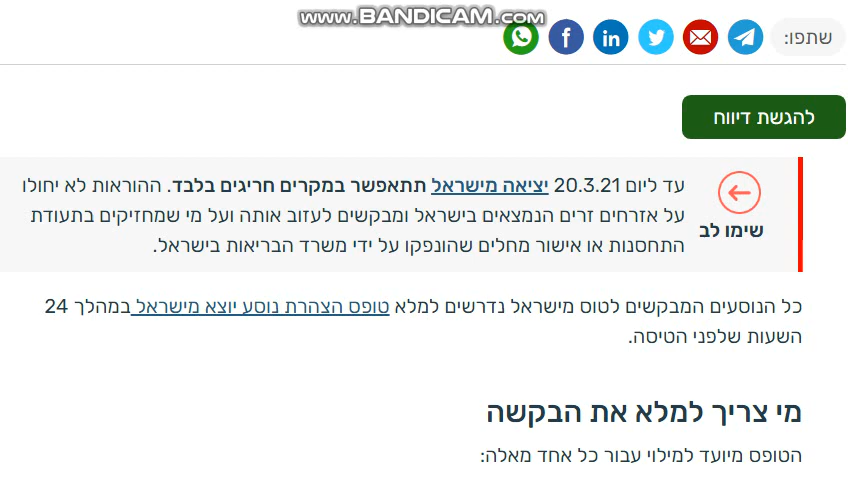 www.BANDICAM.com
שתפו:
להגשת דיווח
שימו לב
עד ליום 20.3.21 יציאה מישראל תתאפשר במקרים חריגים בלבד. ההוראות לא יחולו
על אזרחים זרים הנמצאים בישראל ומבקשים לעזוב אותה ועל מי שמחזיקים בתעודת
התחסנות או אישור מחלים שהונפקו על ידי משרד הבריאות בישראל.
כל הנוסעים המבקשים לטוס מישראל נדרשים למלא טופס הצהרת נוסע יוצא מישראל במהלך 24
השעות שלפני הטיסה.
מי צריך למלא את הבקשה
הטופס מיועד למילוי עבור כל אחד מאלה: